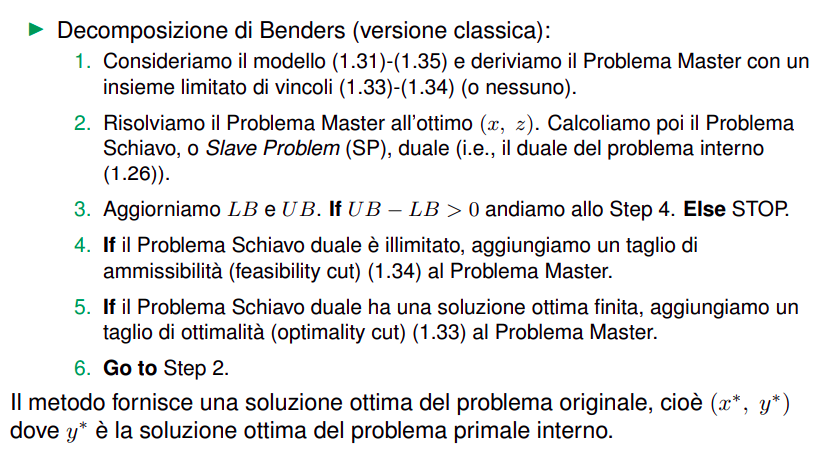 ► Decomposizione di Benders (versione classica):
1. Consideriamo il modello (1.31)-(1.35) e deriviamo il Problema Master con un
insieme limitato di vincoli (1.33)-(1.34) (o nessuno).
2. Risolviamo il Problema Master all'ottimo (x, z). Calcoliamo poi il Problema
Schiavo, o Slave Problem (SP), duale (i.e., il duale del problema interno
(1.26)).
3. Aggiorniamo LB e UB. If UB − LB > 0 andiamo allo Step 4. Else STOP.
4. If il Problema Schiavo duale è illimitato, aggiungiamo un taglio di
ammissibilità (feasibility cut) (1.34) al Problema Master.
5. If il Problema Schiavo duale ha una soluzione ottima finita, aggiungiamo un
taglio di ottimalità (optimality cut) (1.33) al Problema Master.
6. Go to Step 2.
Il metodo fornisce una soluzione ottima del problema originale, cioè (x*, y*)
dove y* è la soluzione ottima del problema primale interno.